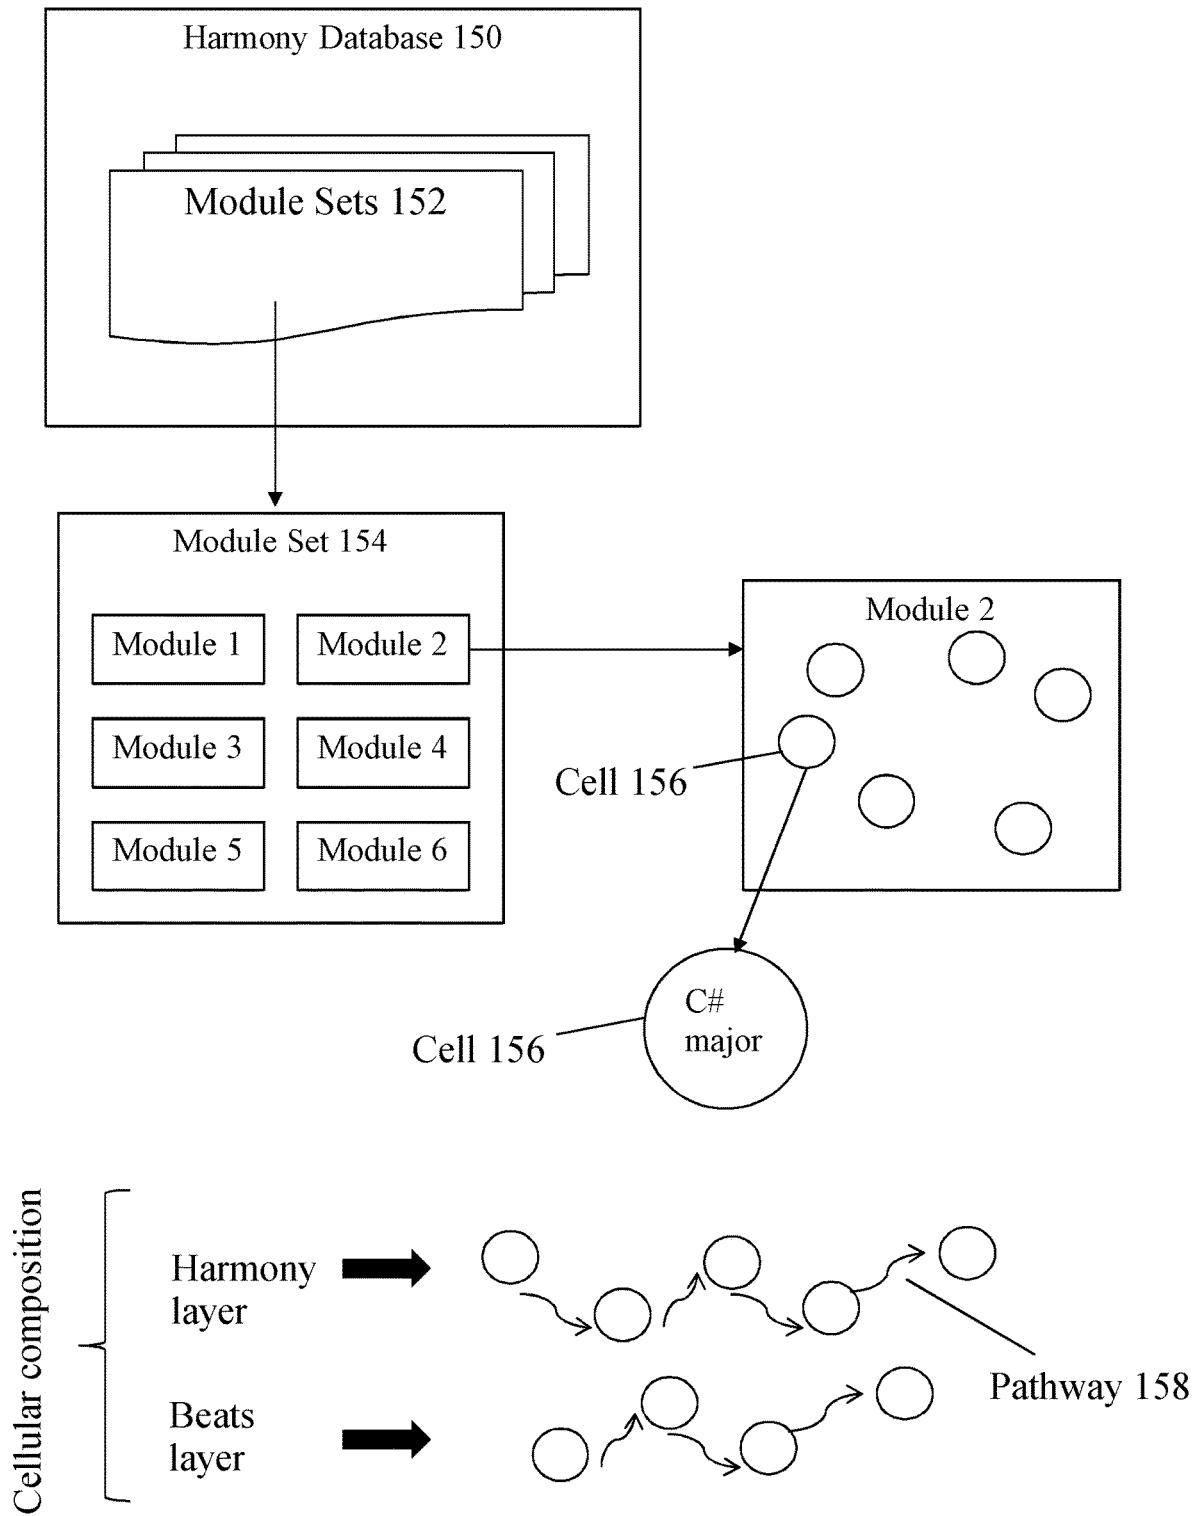 Harmony Database 150
Module Sets 152
Module Set 154
Module 1
Module 2
Module 3
Module 4
Module 5
Module 6
Module 2
Cell 156
C#
major
Cell 156
Cellular composition
Harmony
layer
Pathway 158
Beats
layer